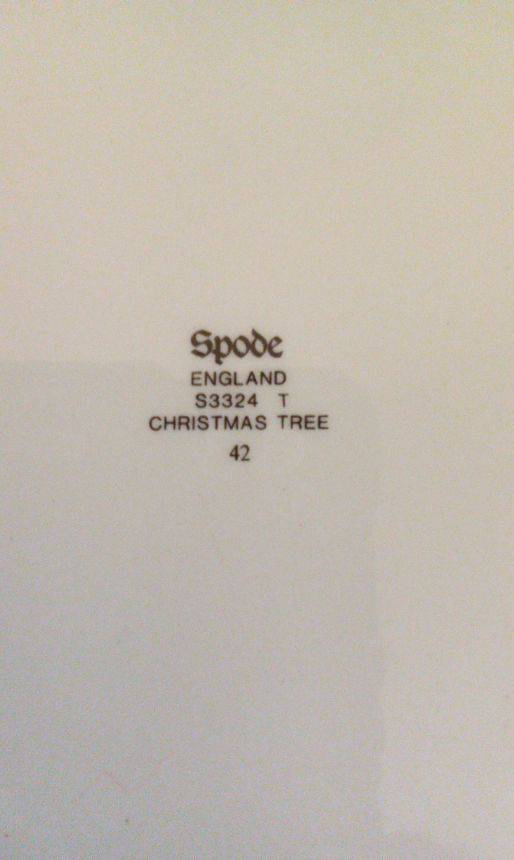 Spode
ENGLAND
S3324 T
CHRISTMAS TREE
42